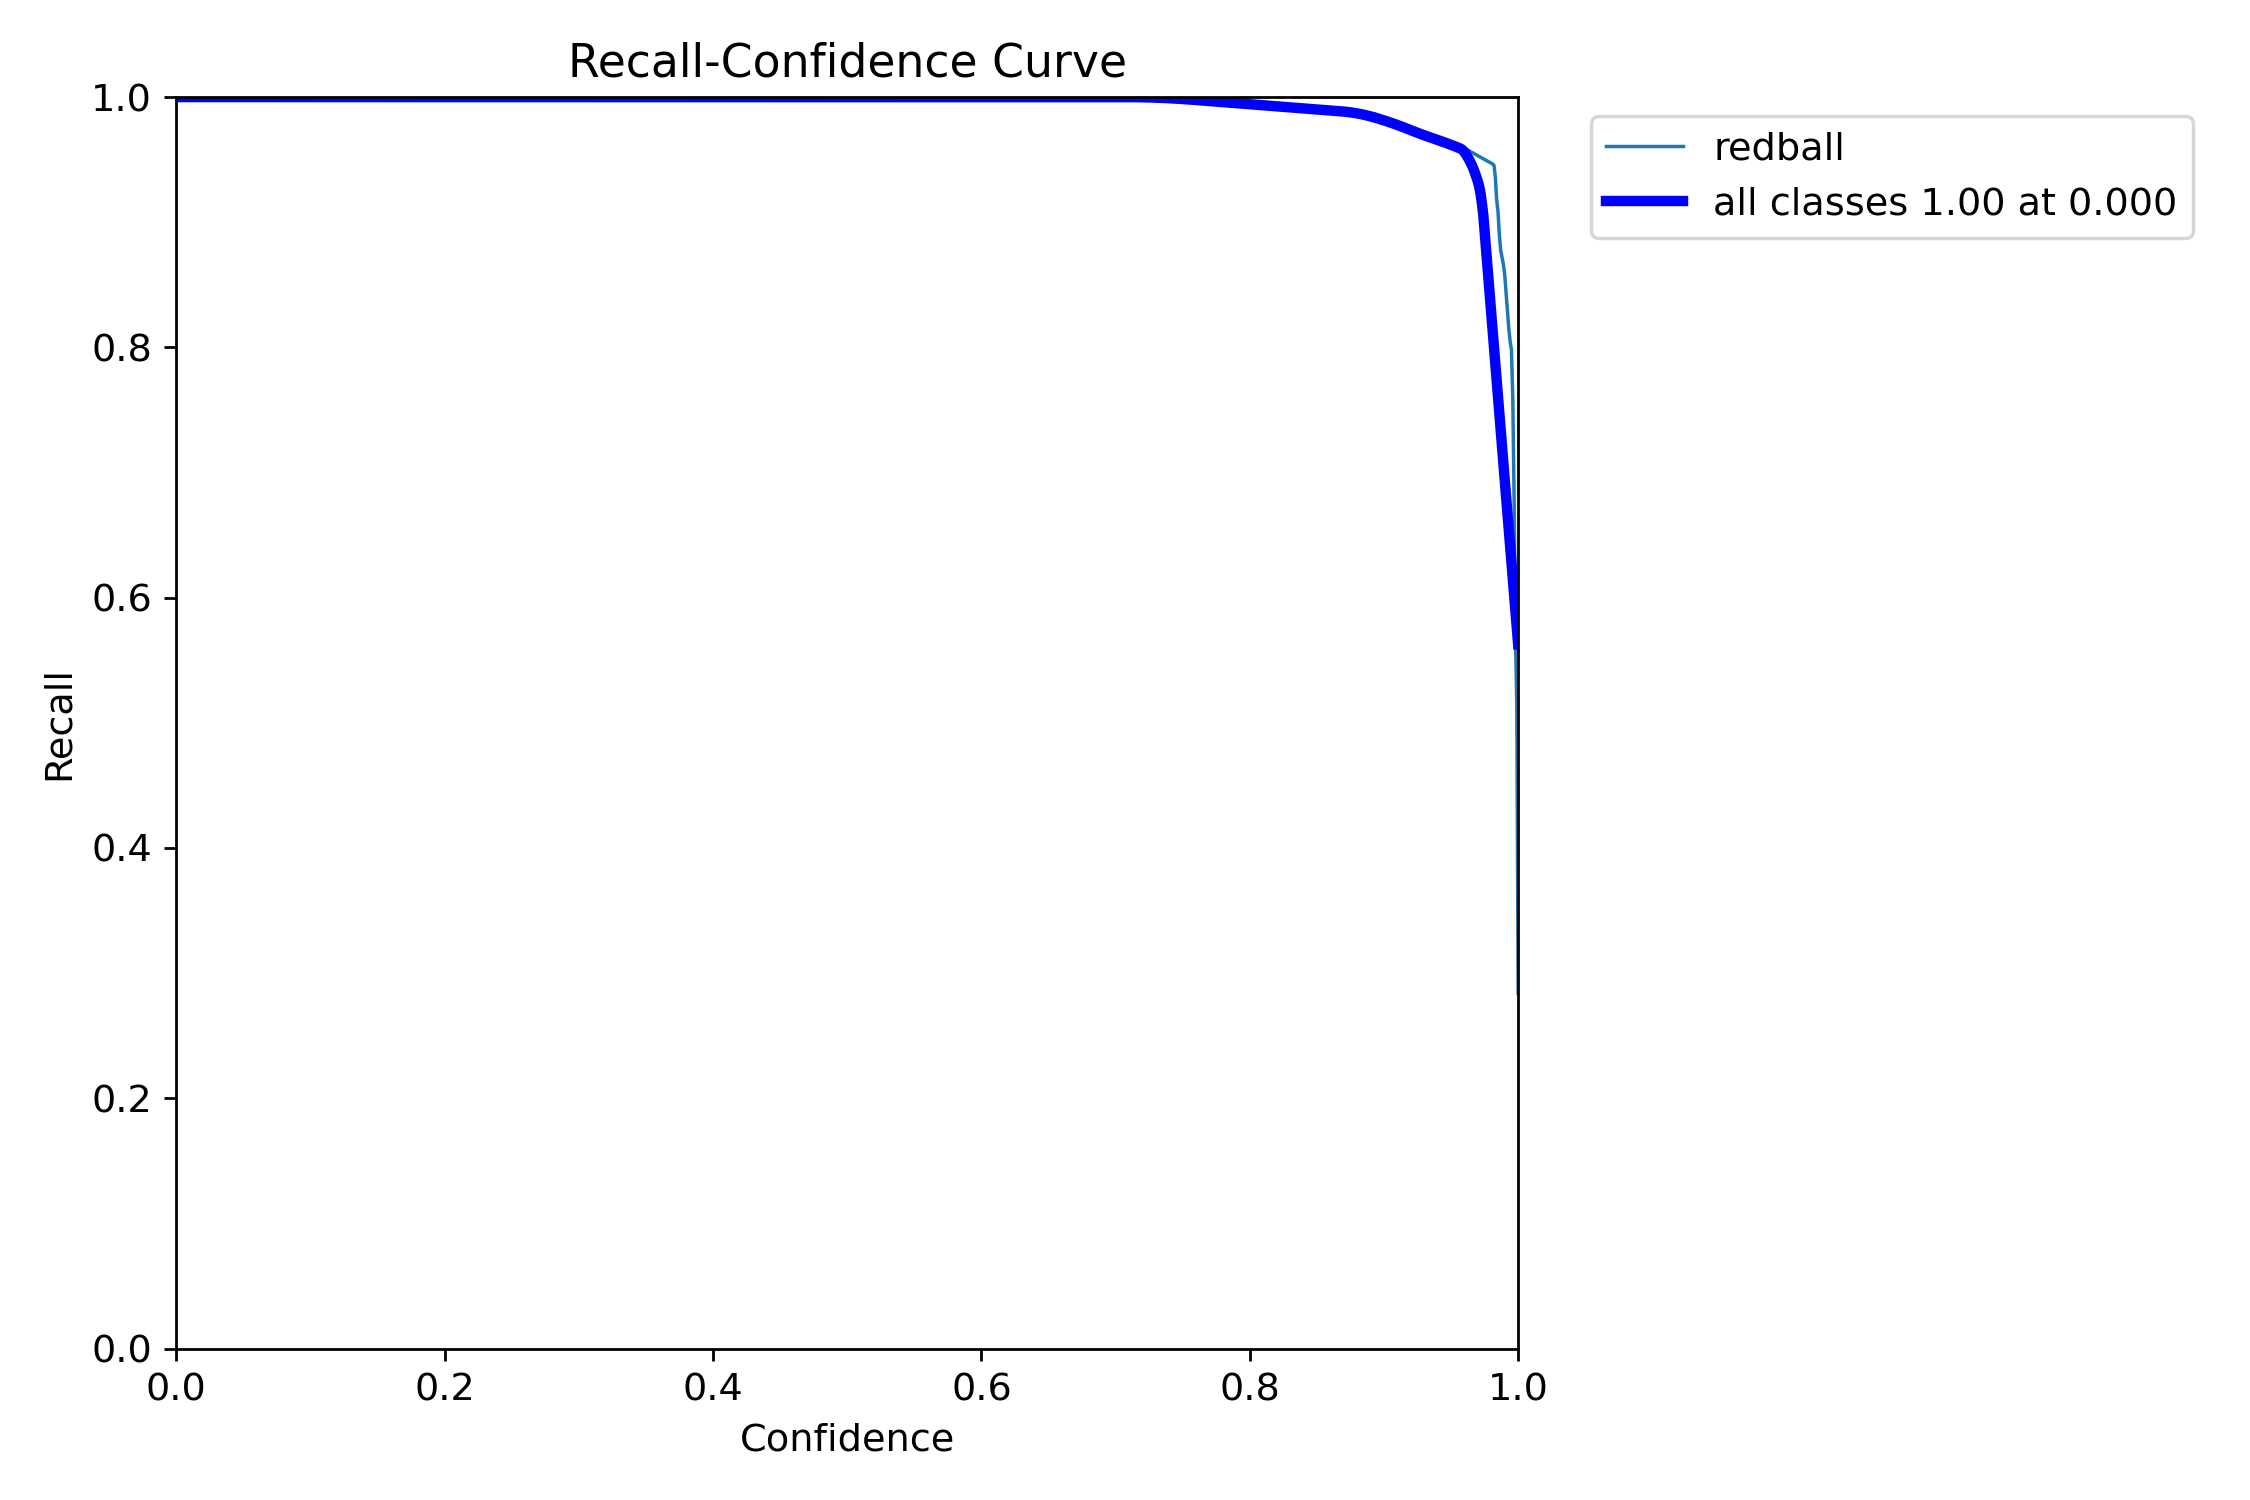 Recall-Confidence Curve
1.0
0.8
0.6
0.4
0.2
0.0
Recall
0.0 0.2 0.4 0.6 0.8 1.0
Confidence
redball
all classes 1.00 at 0.000